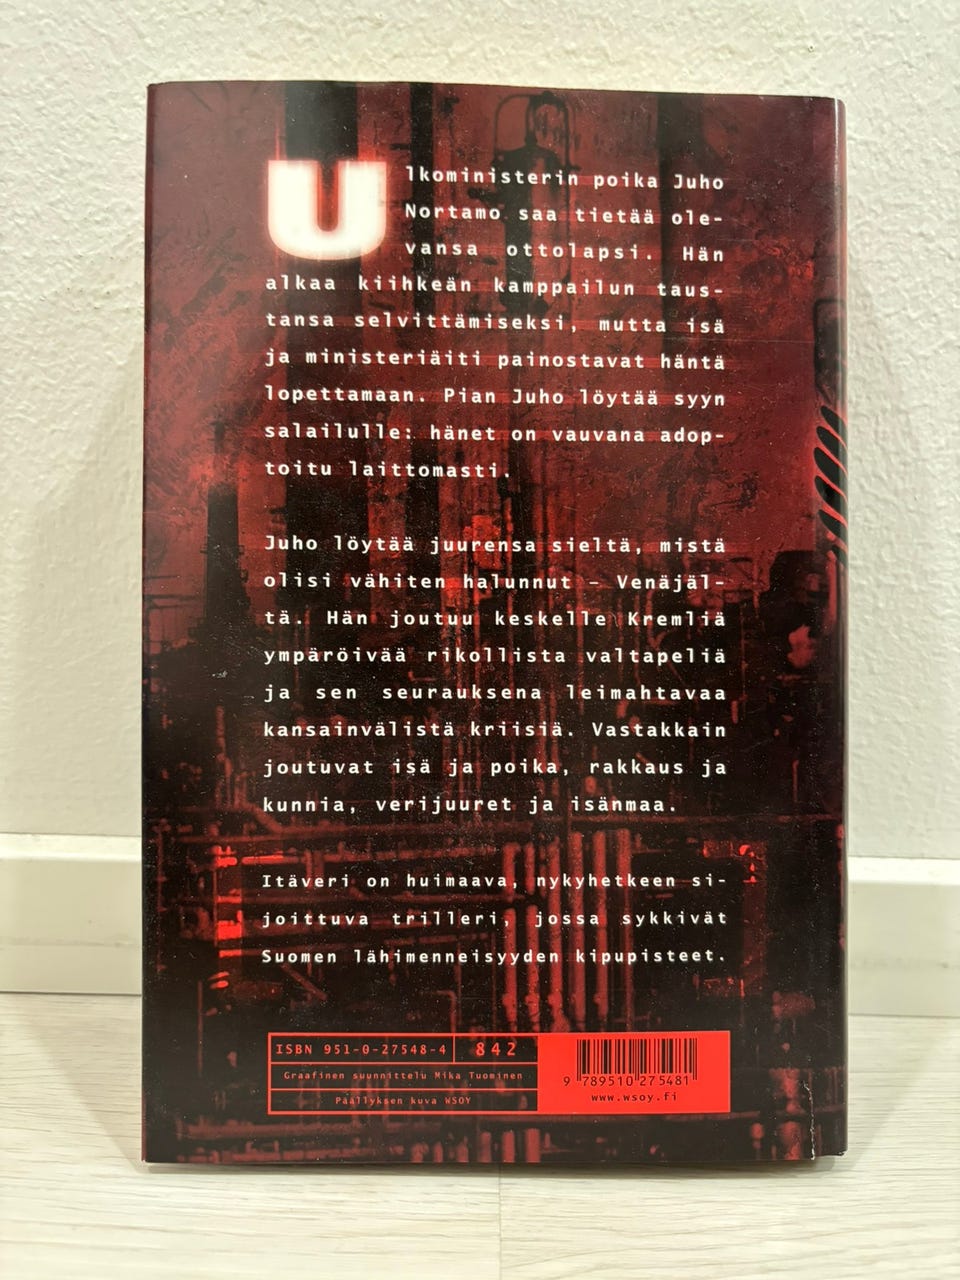 Ulkoministerin poika Juho
Nortamo saa tietää ole-
vansa ottolapsi. Hän
alkaa kiihkeän kamppailun taus-
tansa selvittämiseksi, mutta isä
ja ministeriäiti painostavat häntä
lopettamaan. Pian Juho löytää syyn
salailulle: hänet on vauvana adop-
toitu laittomasti.
Juho löytää juurensa sieltä, mistä
olisi vähiten halunnut – Venäjäl-
tä. Hän joutuu keskelle Kremliä
ympäröivää rikollista valtapeliä
ja sen seurauksena leimahtavaa
kansainvälistä kriisiä. Vastakkain
joutuvat isä ja poika, rakkaus ja
kunnia, verijuuret ja isänmaa.
Itäveri on huimaava, nykyhetkeen si-
joittuva trilleri, jossa sykkivät
Suomen lähimenneisyyden kipupisteet.
ISBN 951-0-27548-4 842
Graafinen suunnittelu Mika Tuominen
Päällyksen kuva WSOY
9 789510 275481
www.wsoy.fi